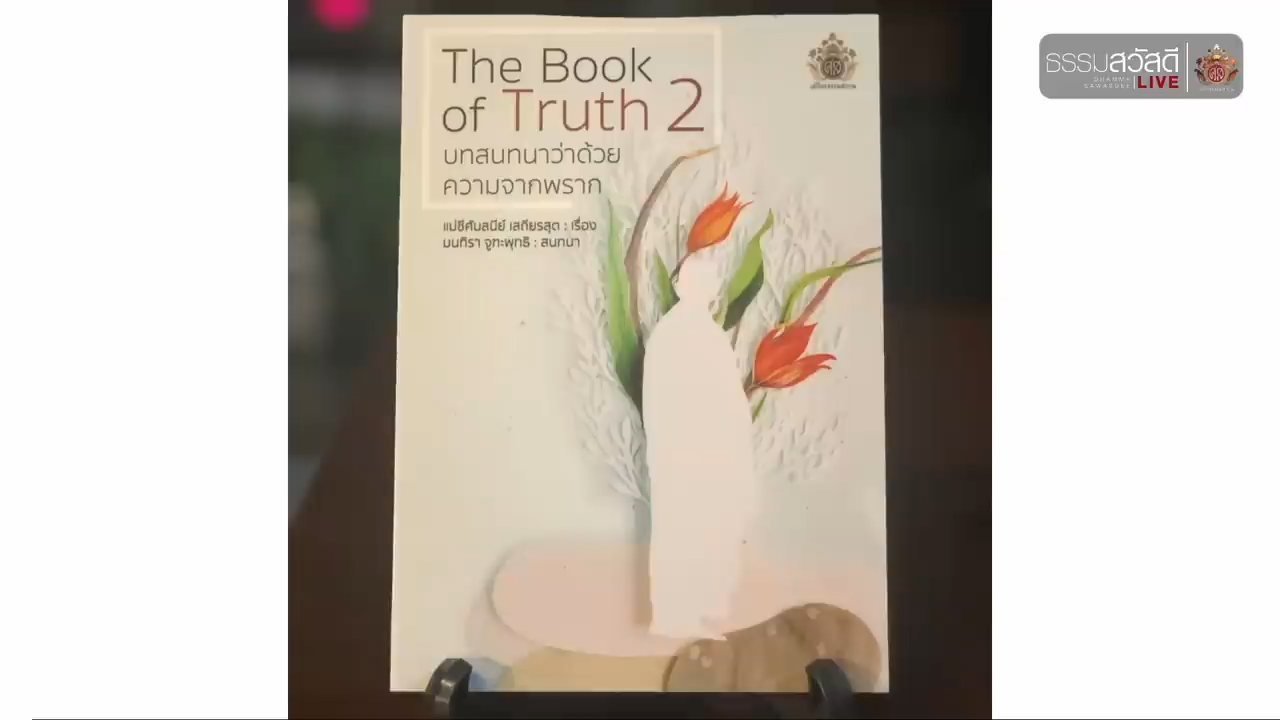 The Book
of Truth 2
บทสนทนาว่าด้วย
ความจากพราก
แม่ชีศันสนีย์ เสถียรสุต : เรื่อง
มนทิรา จูฑะพุทธิ : สนทนา
ธรรมสวัสดี
DHAMMA
SAWASDEE
LIVE